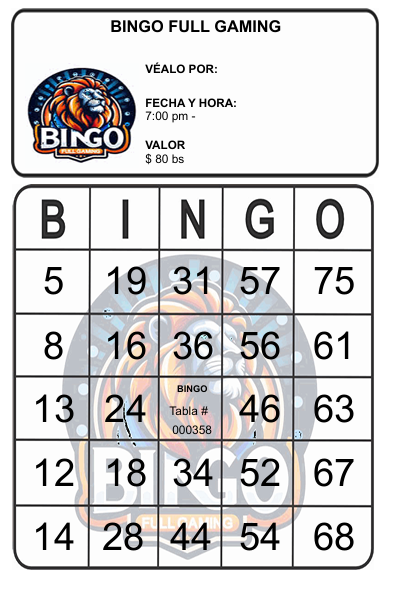 BINGO FULL GAMING
VÉALO POR:
FECHA Y HORA:
7:00 pm -
VALOR
$ 80 bs
BINGO
FULL GAMING
B I N G O
5 19 31 57 75
8 16 36 56 61
13 24 BINGO 46 63
Tabla #
000358
12 18 34 52 67
14 28 44 54 68
BINGO
FULL GAMING